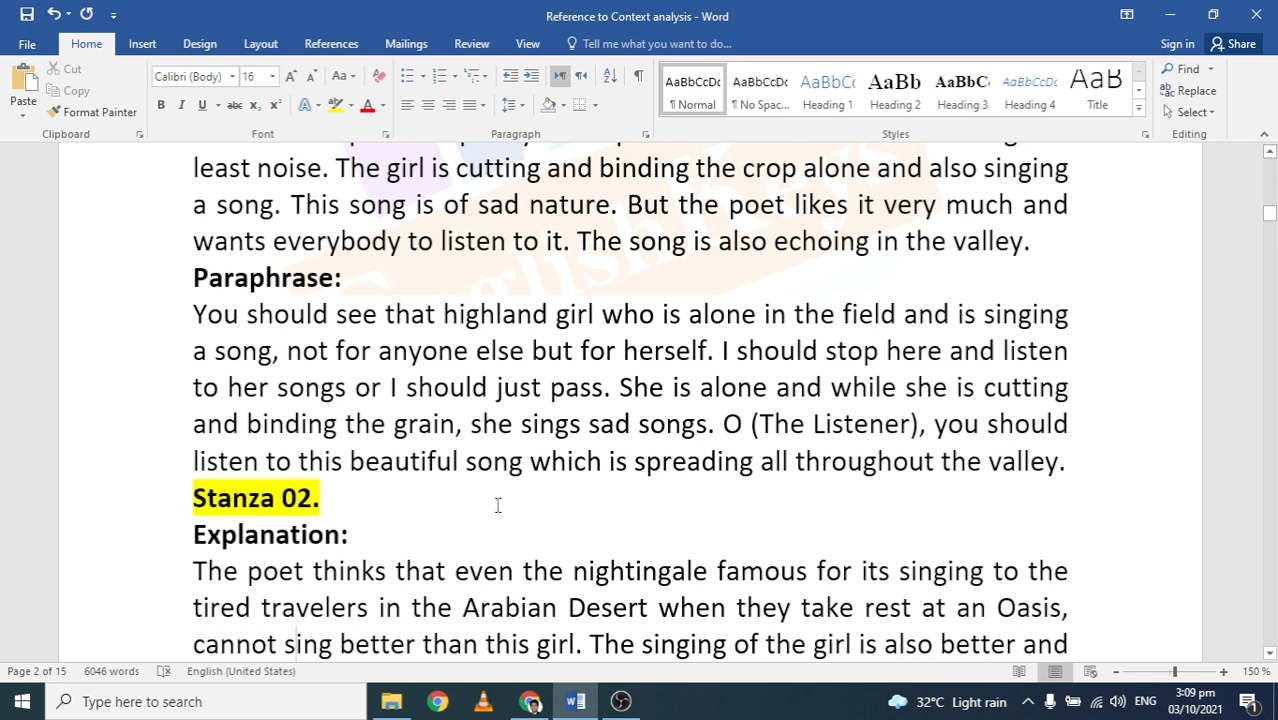 Reference to Context analysis - Word
File Home Insert Design Layout References Mailings Review View Tell me what you want to do... Sign in Share
Paste Cut Copy Format Painter
Calibri (Body) 16
AaBbCcDc AaBbCcDc AaBbCc AaBb AaBbCc AaBbCcDc AaB
¶ Normal ¶ No Spac... Heading 1 Heading 2 Heading 3 Heading 4 Title
Find Replace Select
Clipboard Font Paragraph Styles Editing
least noise. The girl is cutting and binding the crop alone and also singing
a song. This song is of sad nature. But the poet likes it very much and
wants everybody to listen to it. The song is also echoing in the valley.
Paraphrase:
You should see that highland girl who is alone in the field and is singing
a song, not for anyone else but for herself. I should stop here and listen
to her songs or I should just pass. She is alone and while she is cutting
and binding the grain, she sings sad songs. O (The Listener), you should
listen to this beautiful song which is spreading all throughout the valley.
Stanza 02.
Explanation:
The poet thinks that even the nightingale famous for its singing to the
tired travelers in the Arabian Desert when they take rest at an Oasis,
cannot sing better than this girl. The singing of the girl is also better and
Page 2 of 15 6046 words English (United States) 150 %
Type here to search 32°C Light rain ENG 3:09 pm
03/10/2021